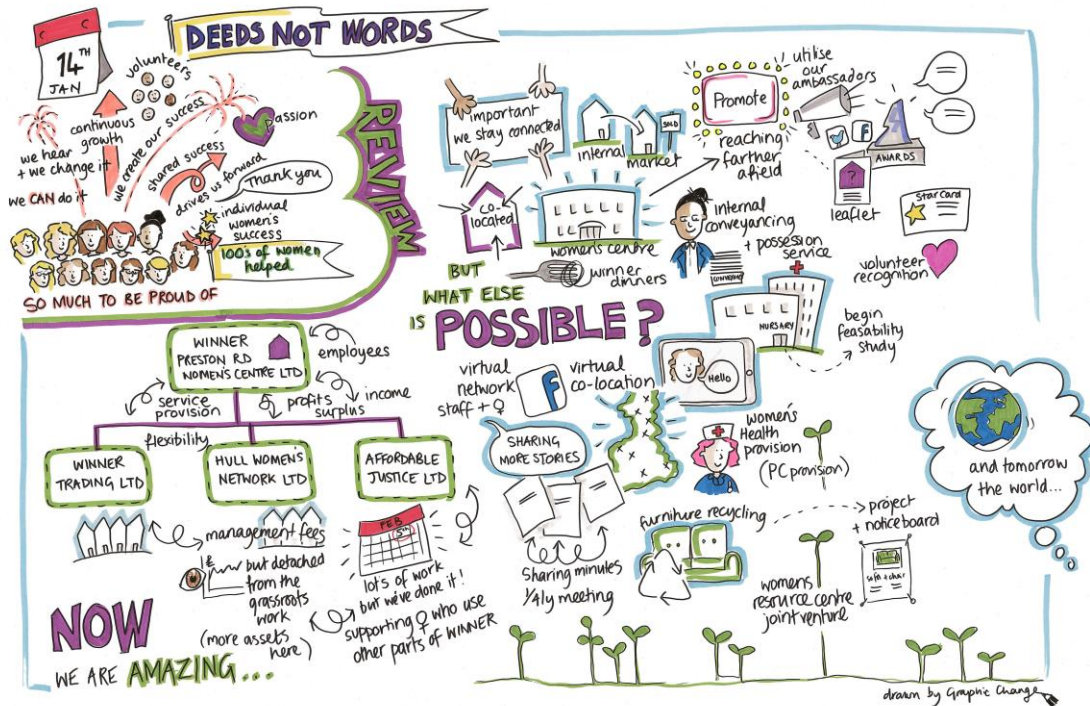 DEEDS NOT WORDS
14TH
JAN
volunteers
continuous
growth
we hear
+ we change it
we CAN do it
we create our success
shared success
passion
drives us forward
Thank you
individual
women's
success
100's of women
helped
SO MUCH TO BE PROUD OF
REVIEW
WINNER
PRESTON RD
WOMEN'S CENTRE LTD
employees
service
provision
profits
surplus
income
flexibility
WINNER
TRADING LTD
HULL WOMEN'S
NETWORK LTD
AFFORDABLE
JUSTICE LTD
management fees
£
but detached
from the
grassroots
work
(more assets
here)
FEB
5th
lot's of work
but we've done it!
supporting ♀ who use
other parts of WINNER
NOW
WE ARE AMAZING...
important
we stay connected
internal
market
SOLD
Promote
reaching
farther
afield
utilise
our
ambassadors
AWARDS
?
leaflet
Star Card
volunteer
recognition
co-
located
women's centre
winner
dinners
internal
conveyancing
+ possession
service
BUT
WHAT ELSE
IS POSSIBLE?
NURSARY
begin
feasability
study
virtual
network
staff + ♀
f
virtual
co-location
Hello
SHARING
MORE STORIES
women's
Health
provision
(PC provision)
Sharing minutes
1/4ly meeting
furniture recycling
project
+ noticeboard
sofa + chair
womens
resource centre
joint venture
and tomorrow
the world...
drawn by Graphic Change